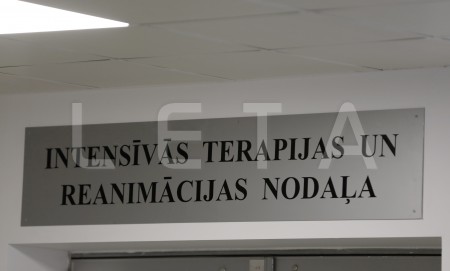 LETA
INTENSĪVĀS TERAPIJAS UN
REANIMĀCIJAS NODAĻA